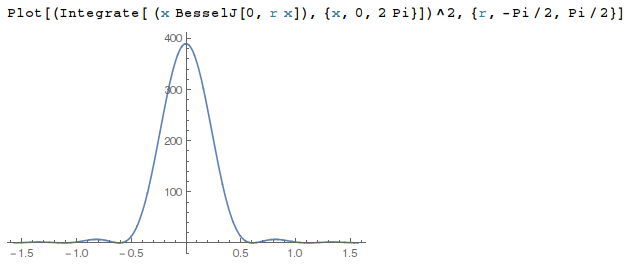 Plot[(Integrate[ (x BesselJ[0, r x]), {x, 0, 2 Pi}])^2, {r, -Pi/2, Pi/2}]
400
300
200
100
-1.5 -1.0 -0.5 0.5 1.0 1.5